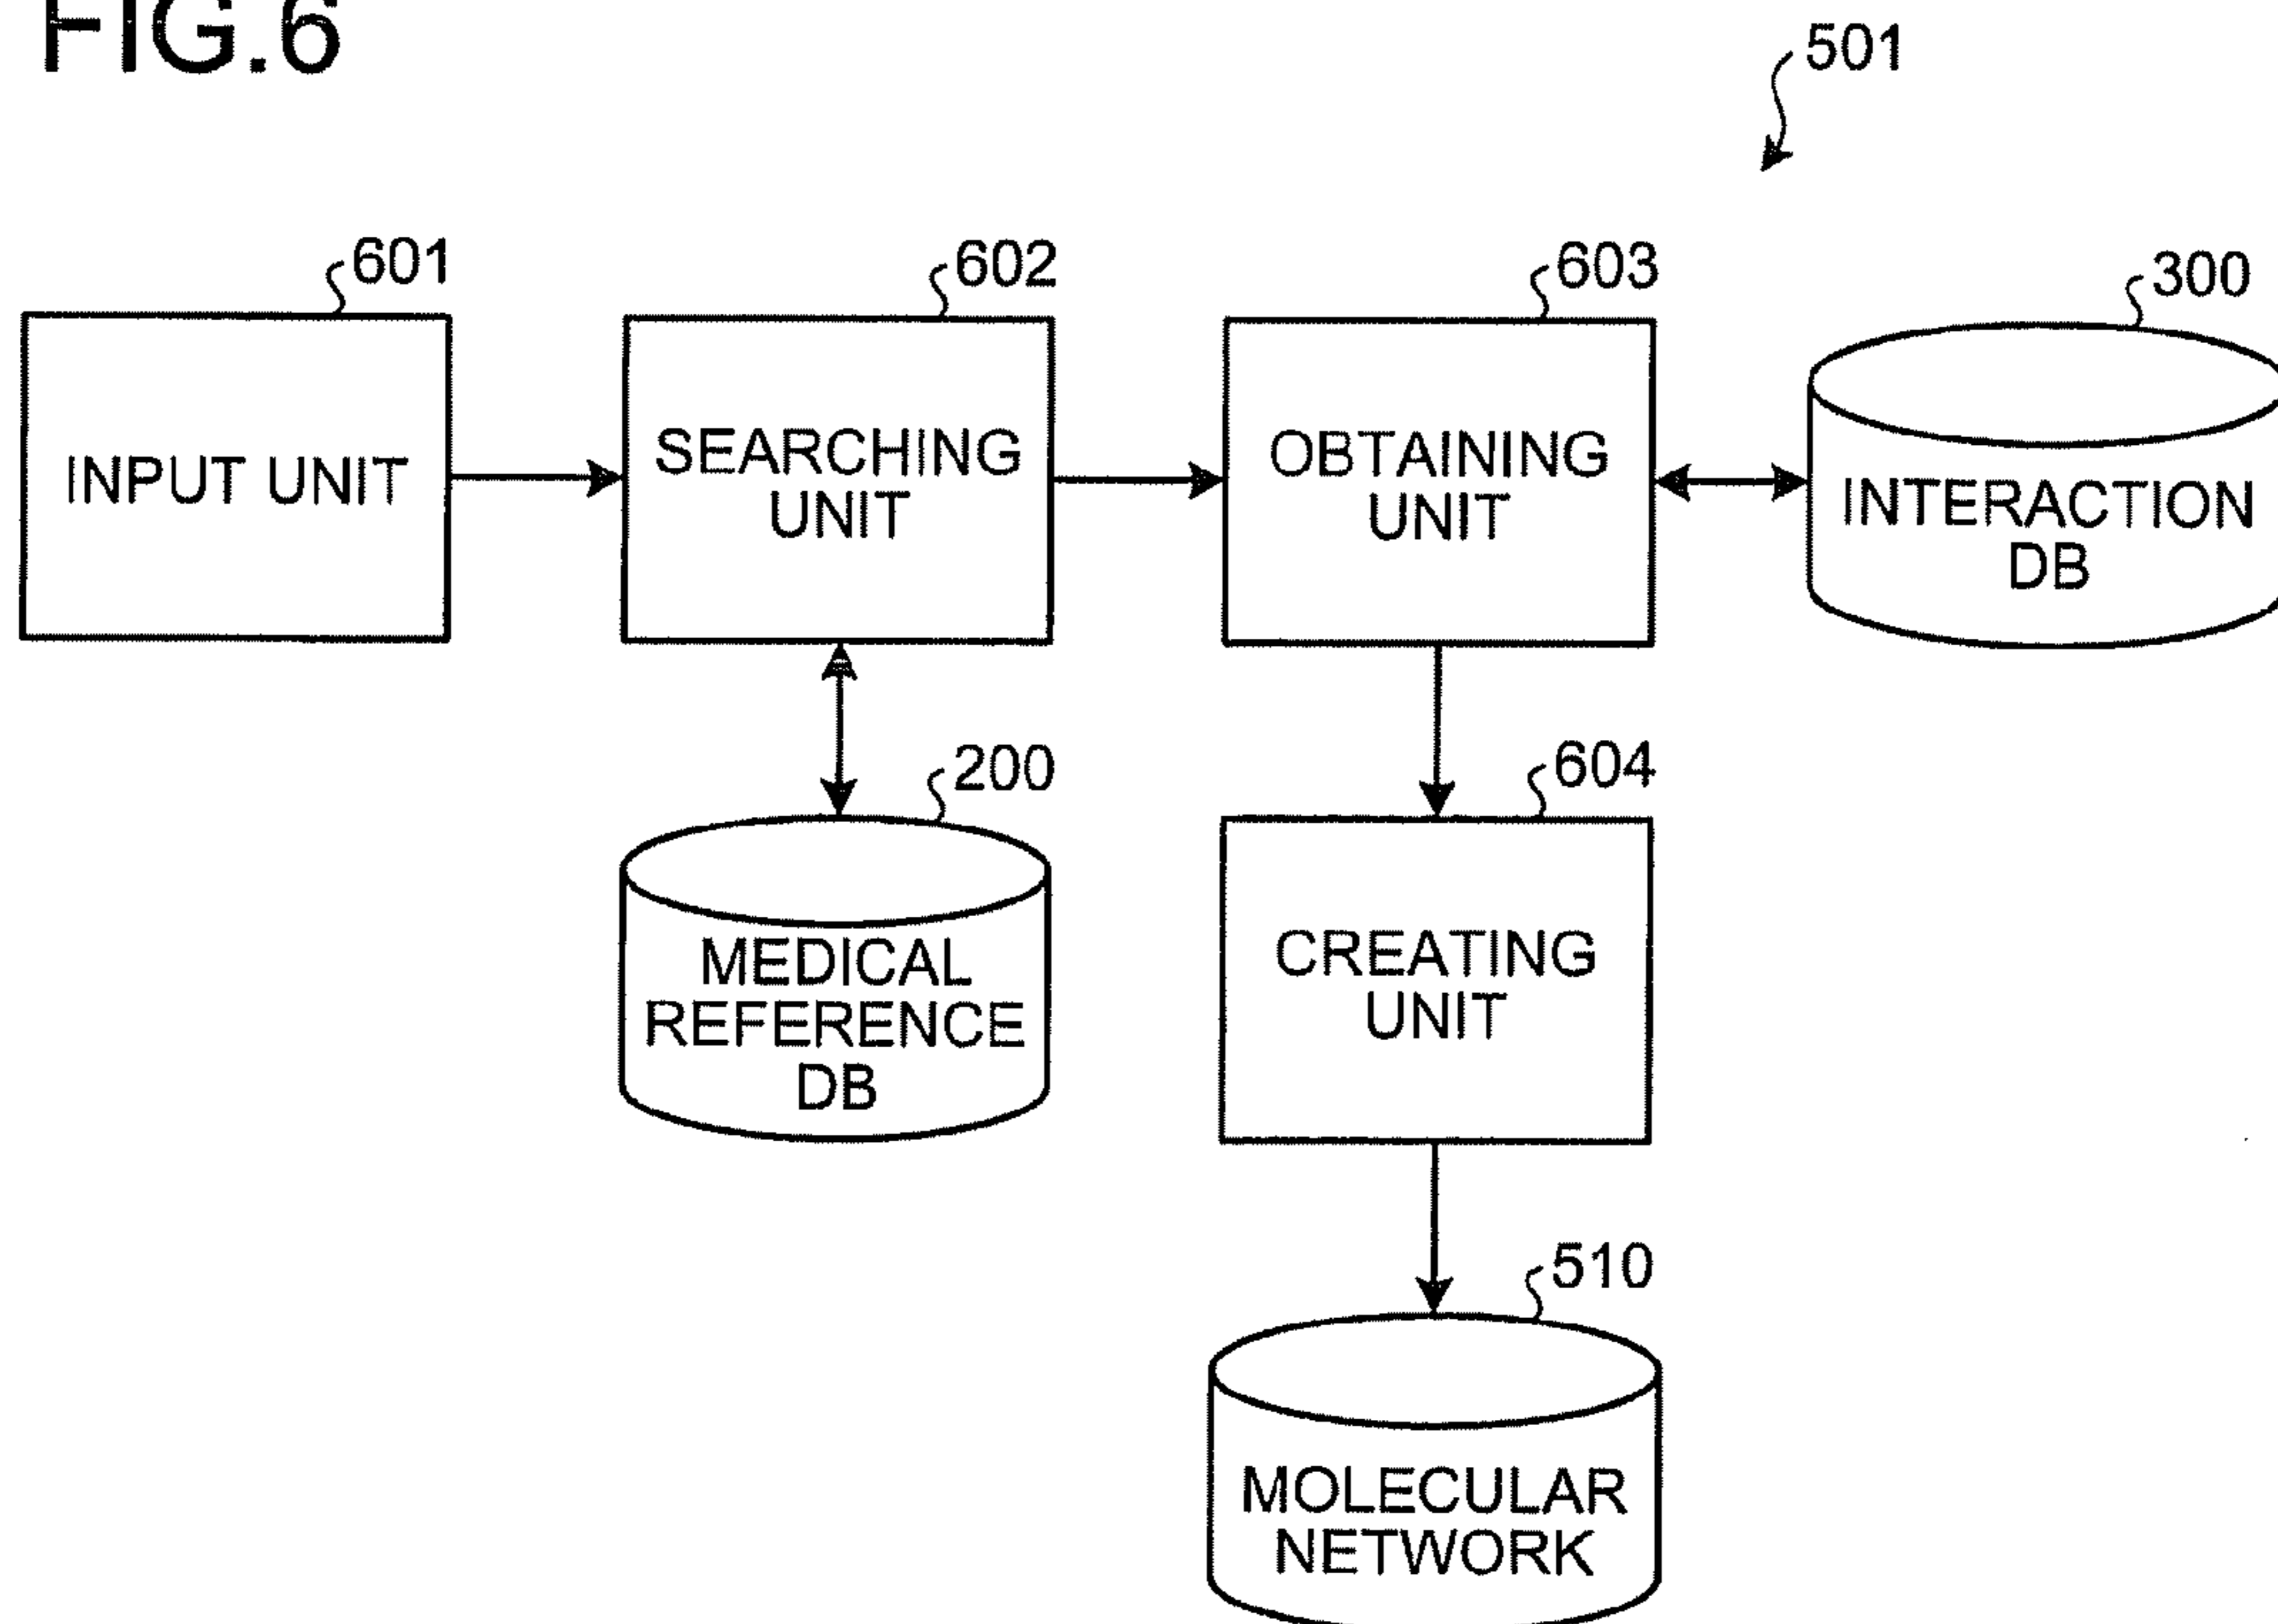 FIG.6
501
601
602
603
300
INPUT UNIT
SEARCHING
UNIT
OBTAINING
UNIT
INTERACTION
DB
200
604
MEDICAL
REFERENCE
DB
CREATING
UNIT
510
MOLECULAR
NETWORK